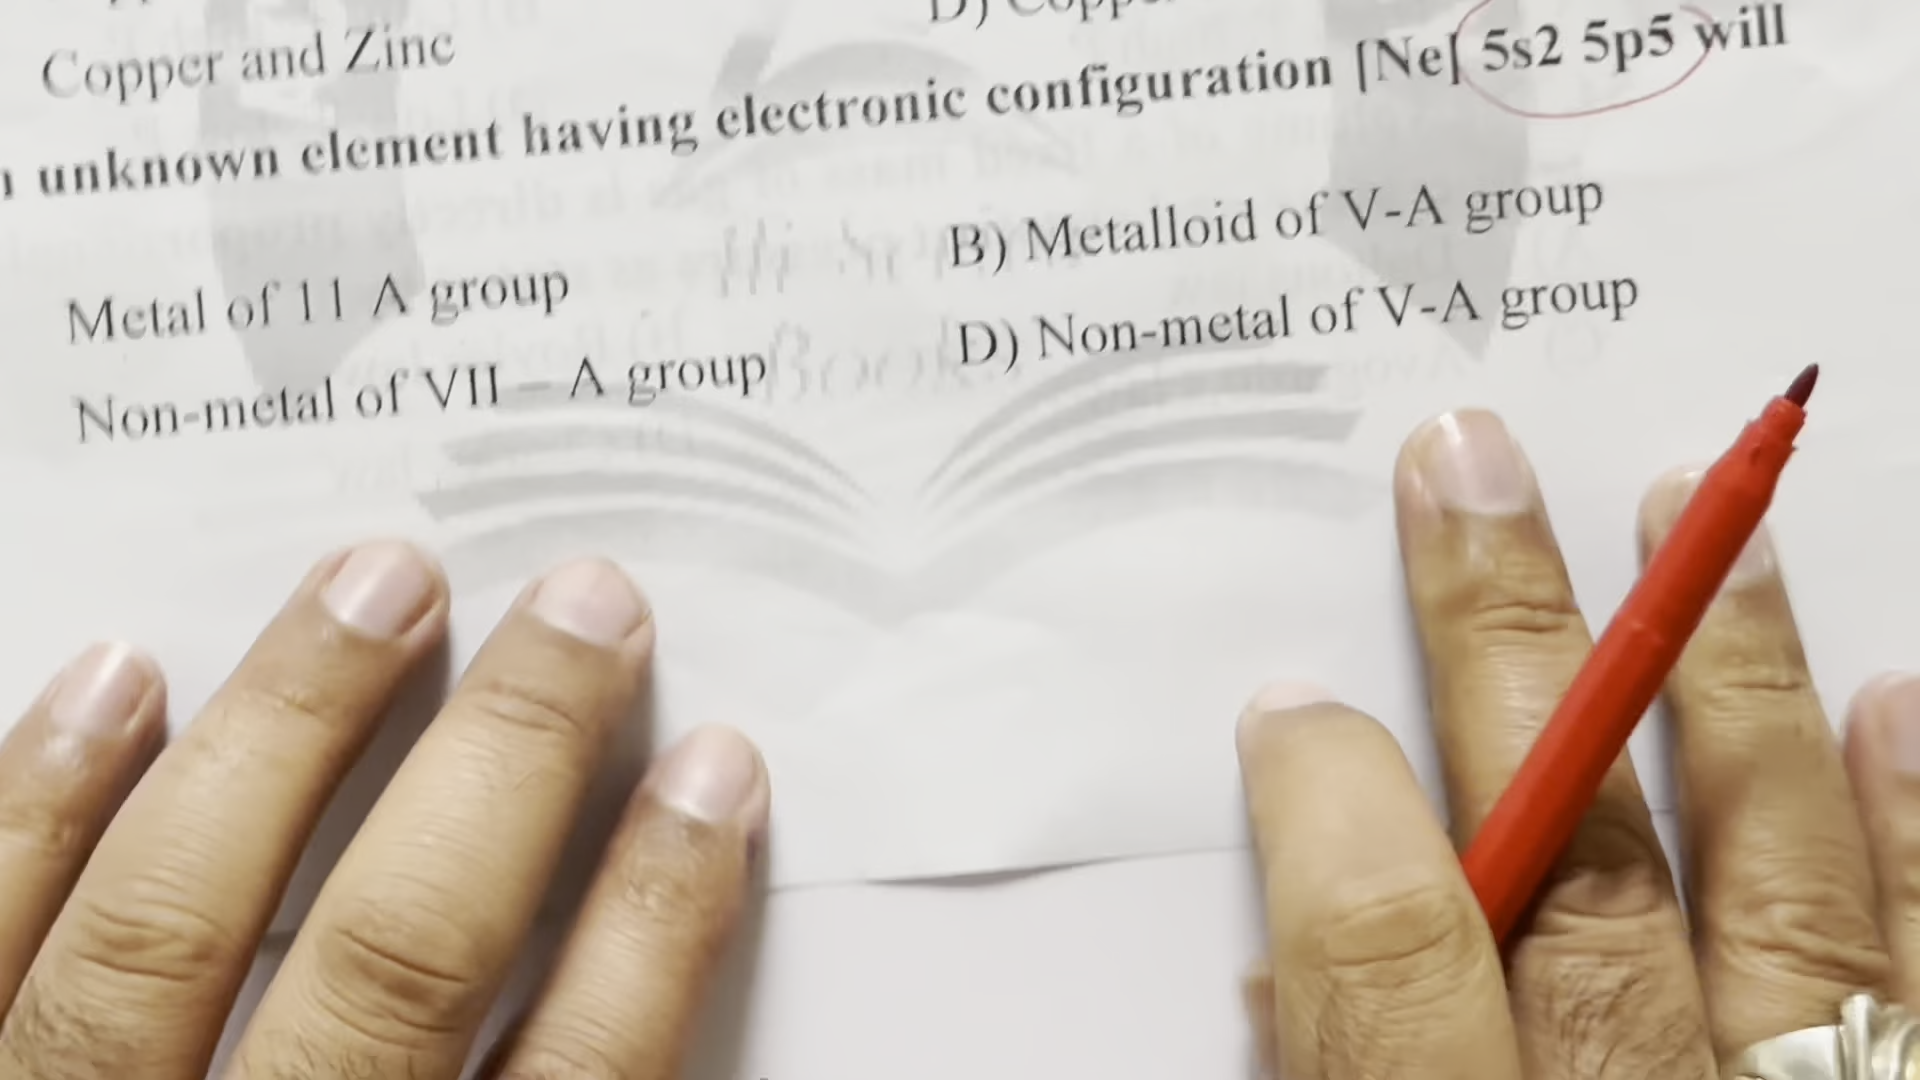 D) Copp
Copper and Zinc
unknown element having electronic configuration [Ne] 5s2 5p5 will
Metal of 11 A group
B) Metalloid of V-A group
Non-metal of VII – A group
D) Non-metal of V-A group